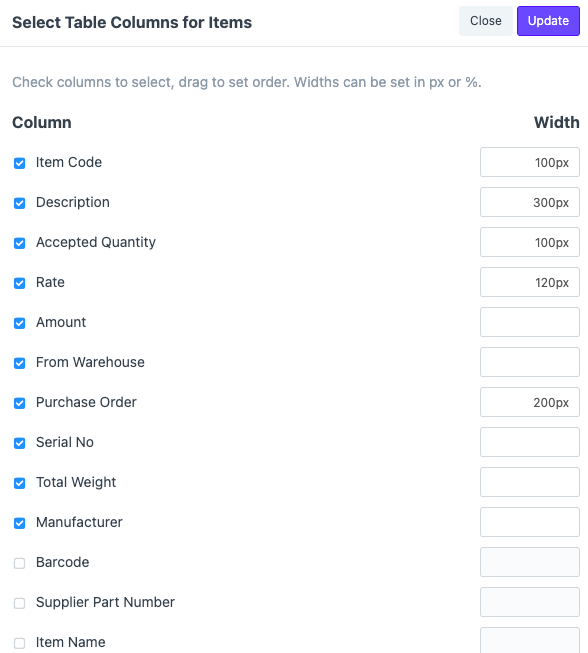 Select Table Columns for Items
Close
Update
Check columns to select, drag to set order. Widths can be set in px or %.
Column Width
Item Code 100px
Description 300px
Accepted Quantity 100px
Rate 120px
Amount
From Warehouse
Purchase Order 200px
Serial No
Total Weight
Manufacturer
Barcode
Supplier Part Number
Item Name